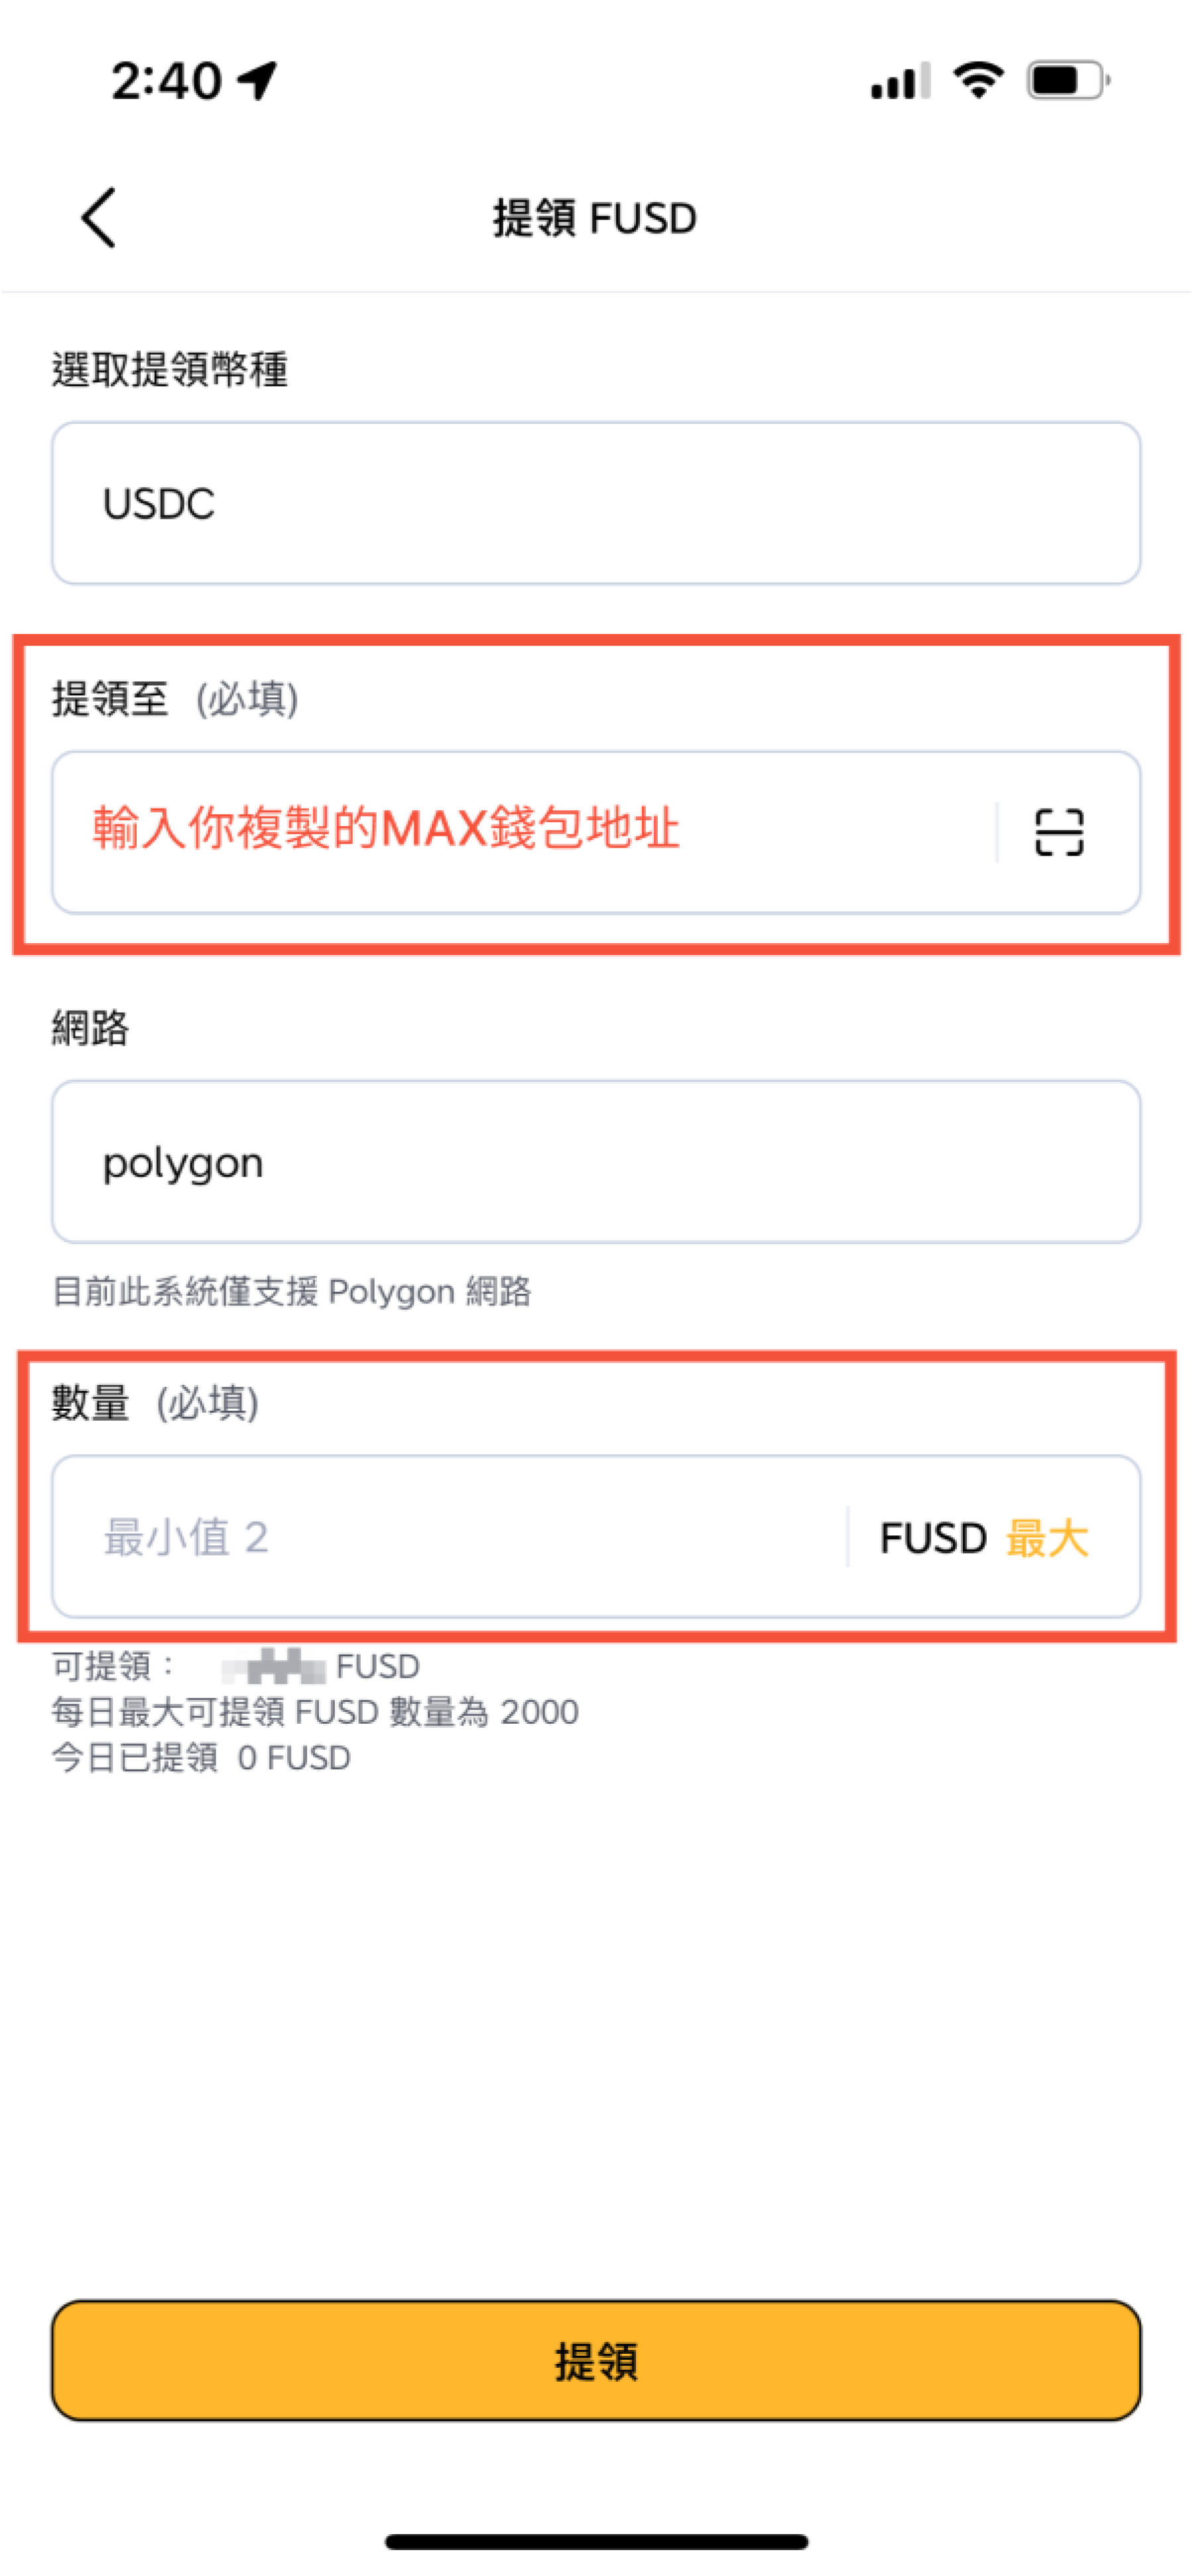 2:40
提領 FUSD
選取提領幣種
USDC
提領至 (必填)
輸入你複製的MAX錢包地址
網路
polygon
目前此系統僅支援 Polygon 網路
數量 (必填)
最小值 2
FUSD 最大
可提領： FUSD
每日最大可提領 FUSD 數量為 2000
今日已提領 0 FUSD
提領